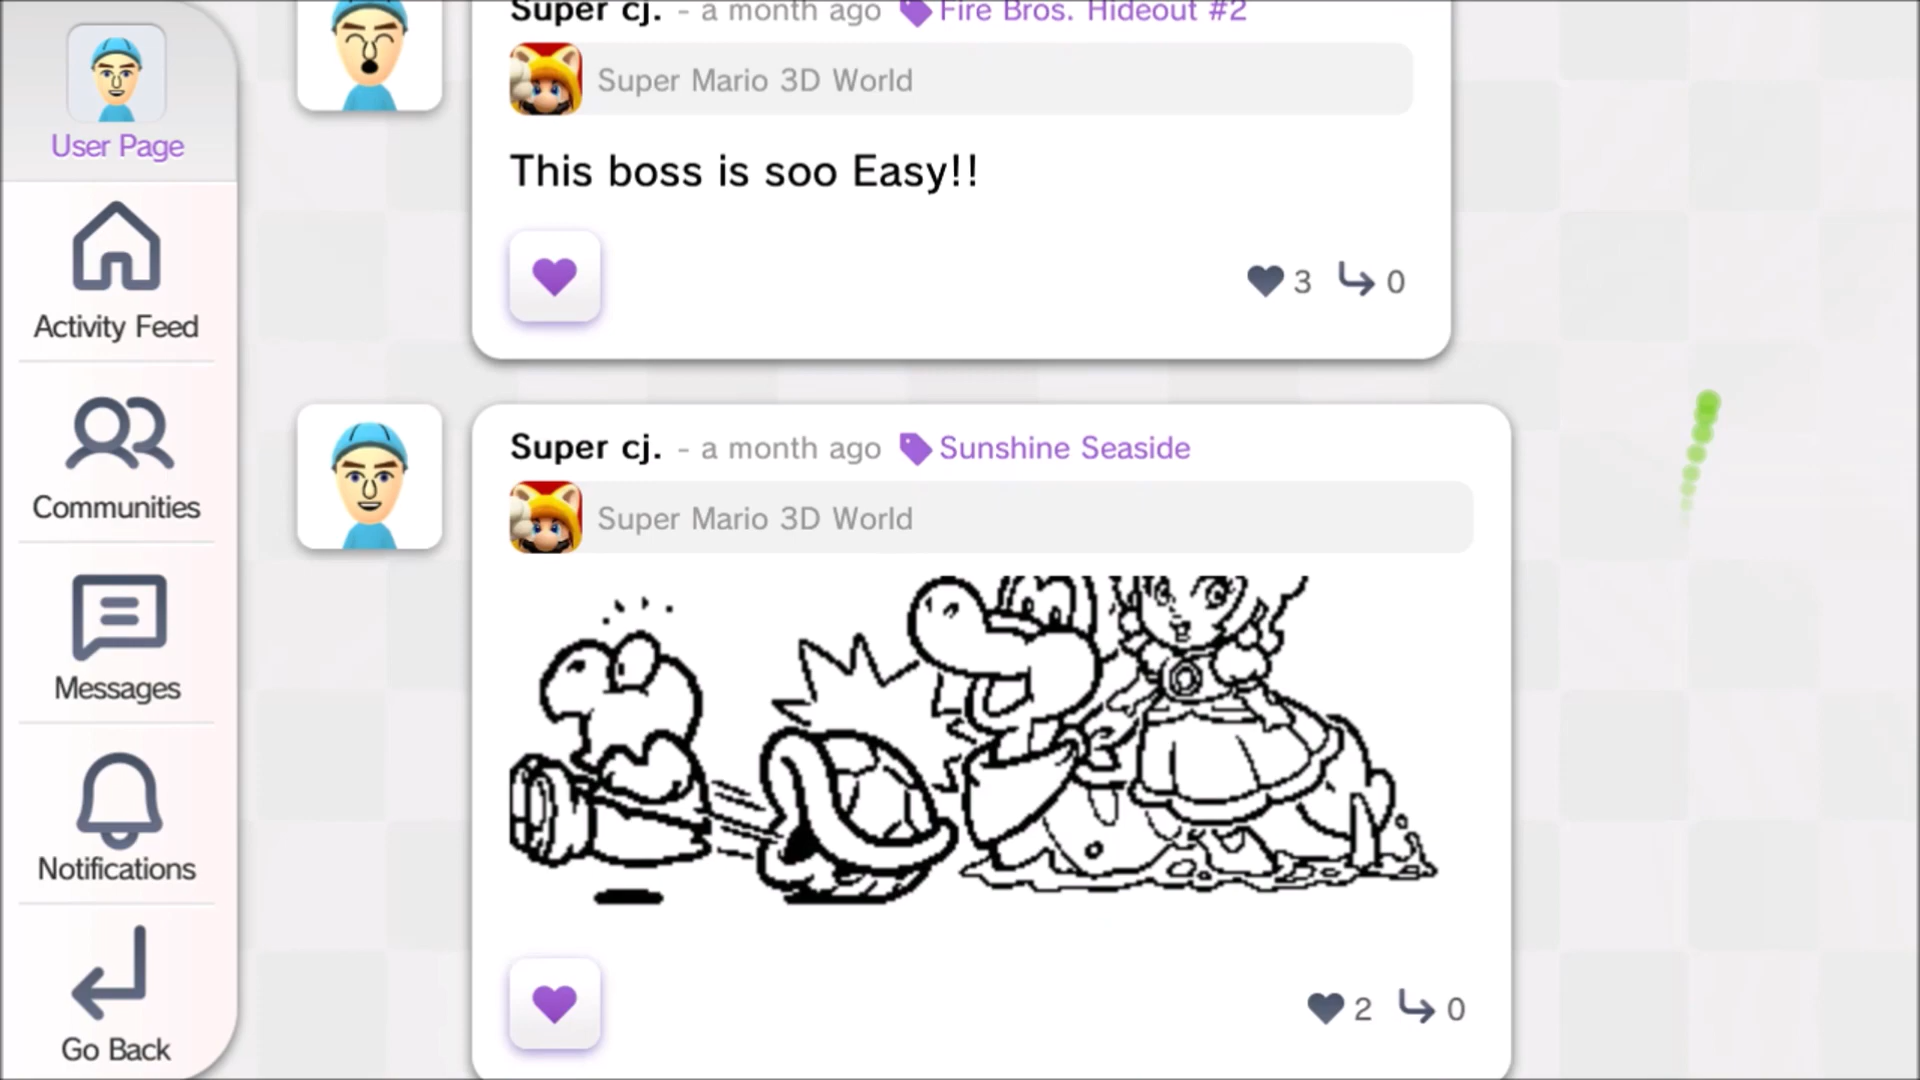 User Page
Activity Feed
Communities
Messages
Notifications
Go Back
Super cj. - a month ago Fire Bros. Hideout #2
Super Mario 3D World
This boss is soo Easy!!
3 0
Super cj. - a month ago Sunshine Seaside
Super Mario 3D World
2 0